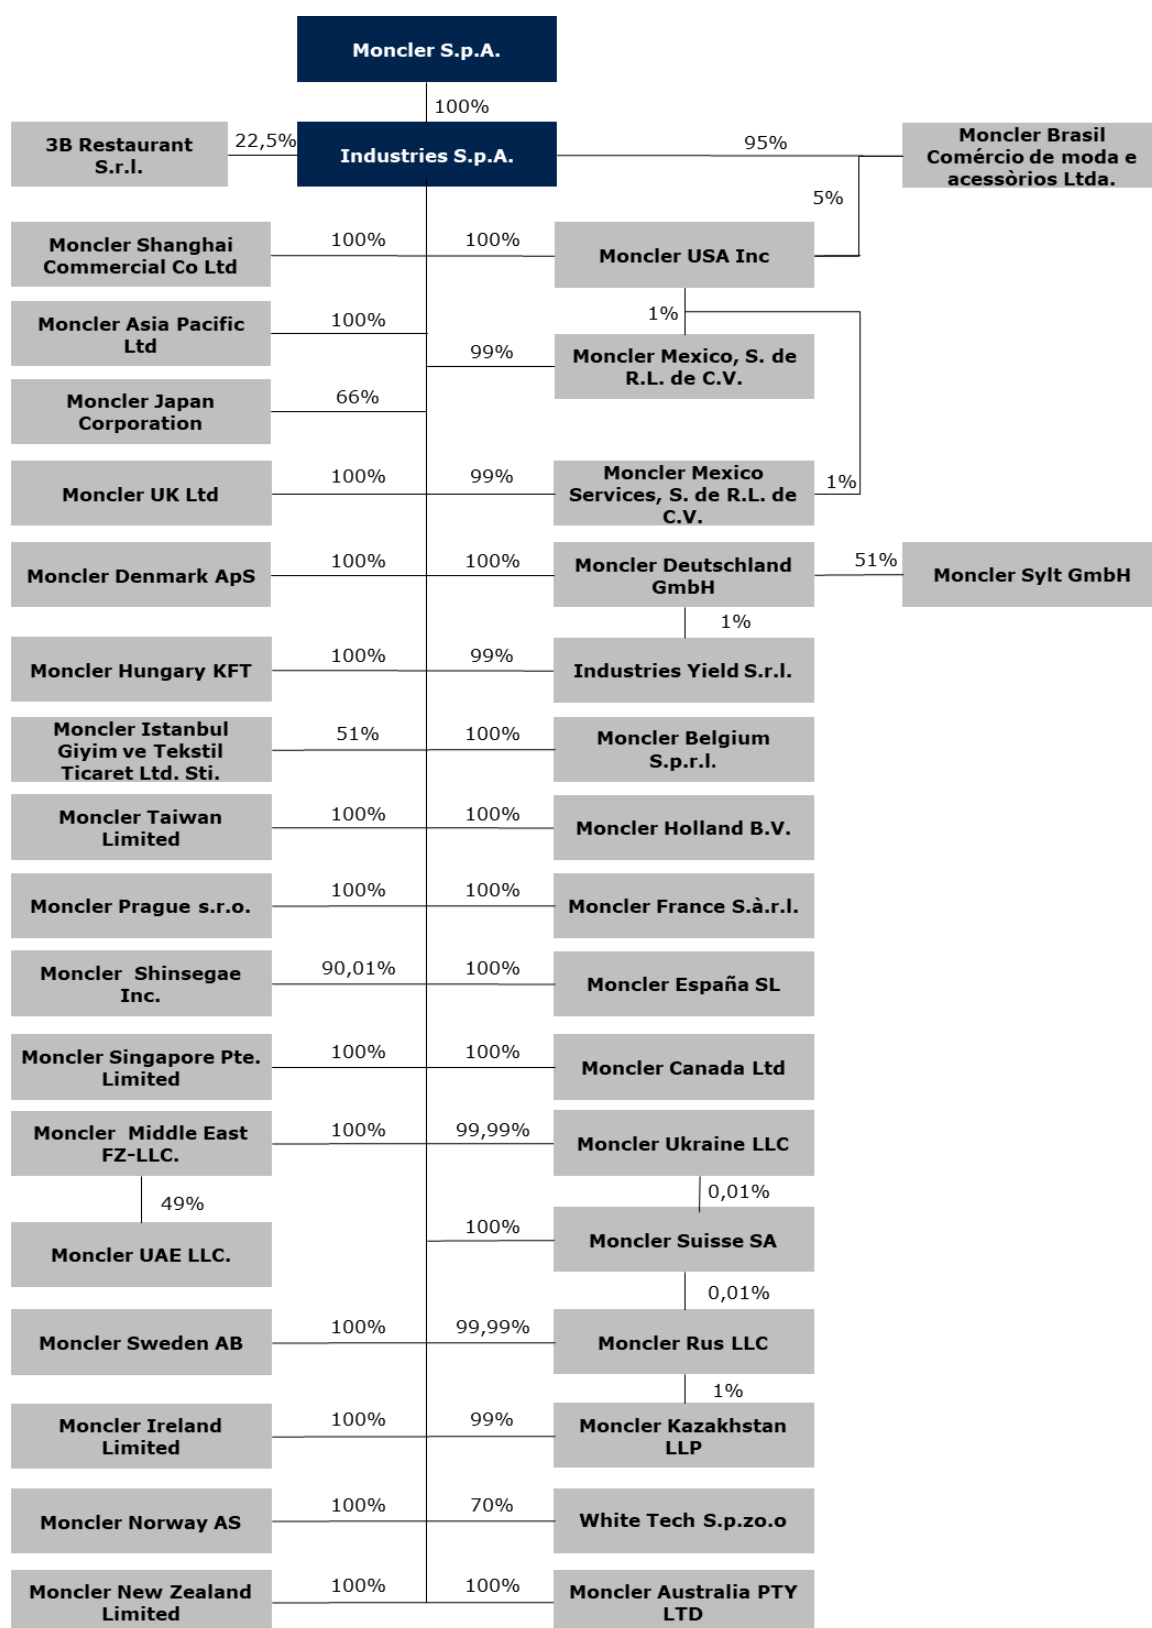 Moncler S.p.A.
100%
3B Restaurant
S.r.l.
22,5%
Industries S.p.A.
95%
Moncler Brasil
Comércio de moda e
acessòrios Ltda.
5%
Moncler Shanghai
Commercial Co Ltd
100%
100%
Moncler USA Inc
Moncler Asia Pacific
Ltd
100%
1%
99%
Moncler Mexico, S. de
R.L. de C.V.
Moncler Japan
Corporation
66%
Moncler UK Ltd
100%
99%
Moncler Mexico
Services, S. de R.L. de
C.V.
1%
Moncler Denmark ApS
100%
100%
Moncler Deutschland
GmbH
51%
Moncler Sylt GmbH
1%
Moncler Hungary KFT
100%
99%
Industries Yield S.r.l.
Moncler Istanbul
Giyim ve Tekstil
Ticaret Ltd. Sti.
51%
100%
Moncler Belgium
S.p.r.l.
Moncler Taiwan
Limited
100%
100%
Moncler Holland B.V.
Moncler Prague s.r.o.
100%
100%
Moncler France S.à.r.l.
Moncler Shinsegae
Inc.
90,01%
100%
Moncler España SL
Moncler Singapore Pte.
Limited
100%
100%
Moncler Canada Ltd
Moncler Middle East
FZ-LLC.
100%
99,99%
Moncler Ukraine LLC
49%
0,01%
Moncler UAE LLC.
100%
Moncler Suisse SA
0,01%
Moncler Sweden AB
100%
99,99%
Moncler Rus LLC
1%
Moncler Ireland
Limited
100%
99%
Moncler Kazakhstan
LLP
Moncler Norway AS
100%
70%
White Tech S.p.zo.o
Moncler New Zealand
Limited
100%
100%
Moncler Australia PTY
LTD